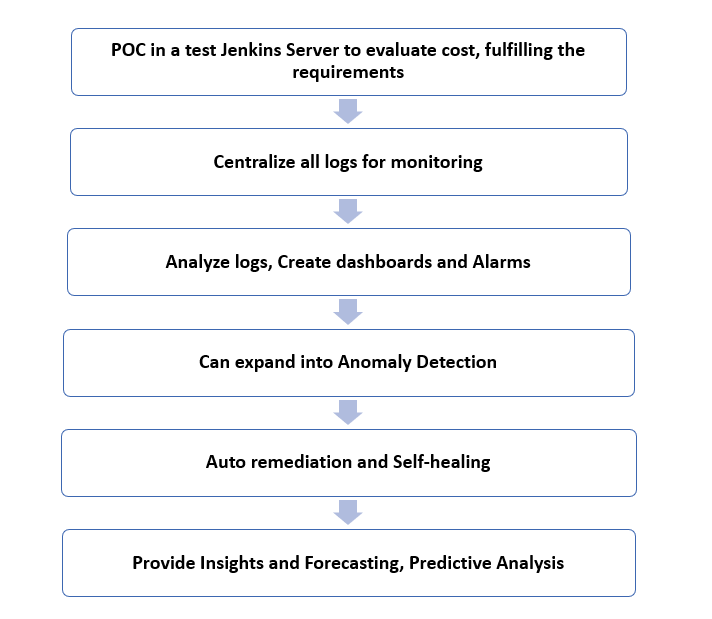 POC in a test Jenkins Server to evaluate cost, fulfilling the
requirements
Centralize all logs for monitoring
Analyze logs, Create dashboards and Alarms
Can expand into Anomaly Detection
Auto remediation and Self-healing
Provide Insights and Forecasting, Predictive Analysis